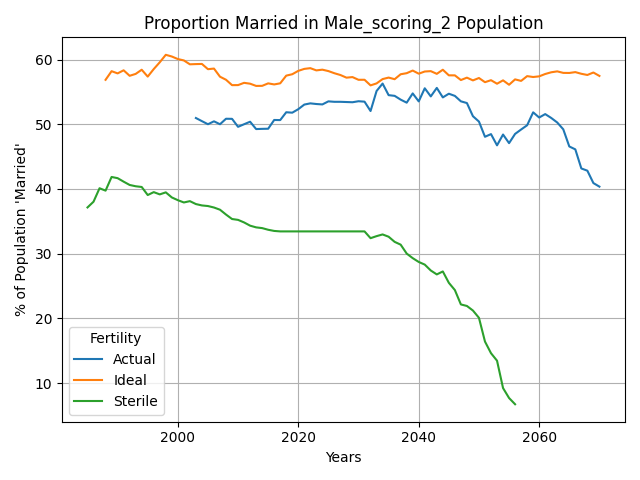 Proportion Married in Male_scoring_2 Population
% of Population 'Married'
60
50
40
30
20
10
Fertility
Actual
Ideal
Sterile
2000
2020
2040
2060
Years